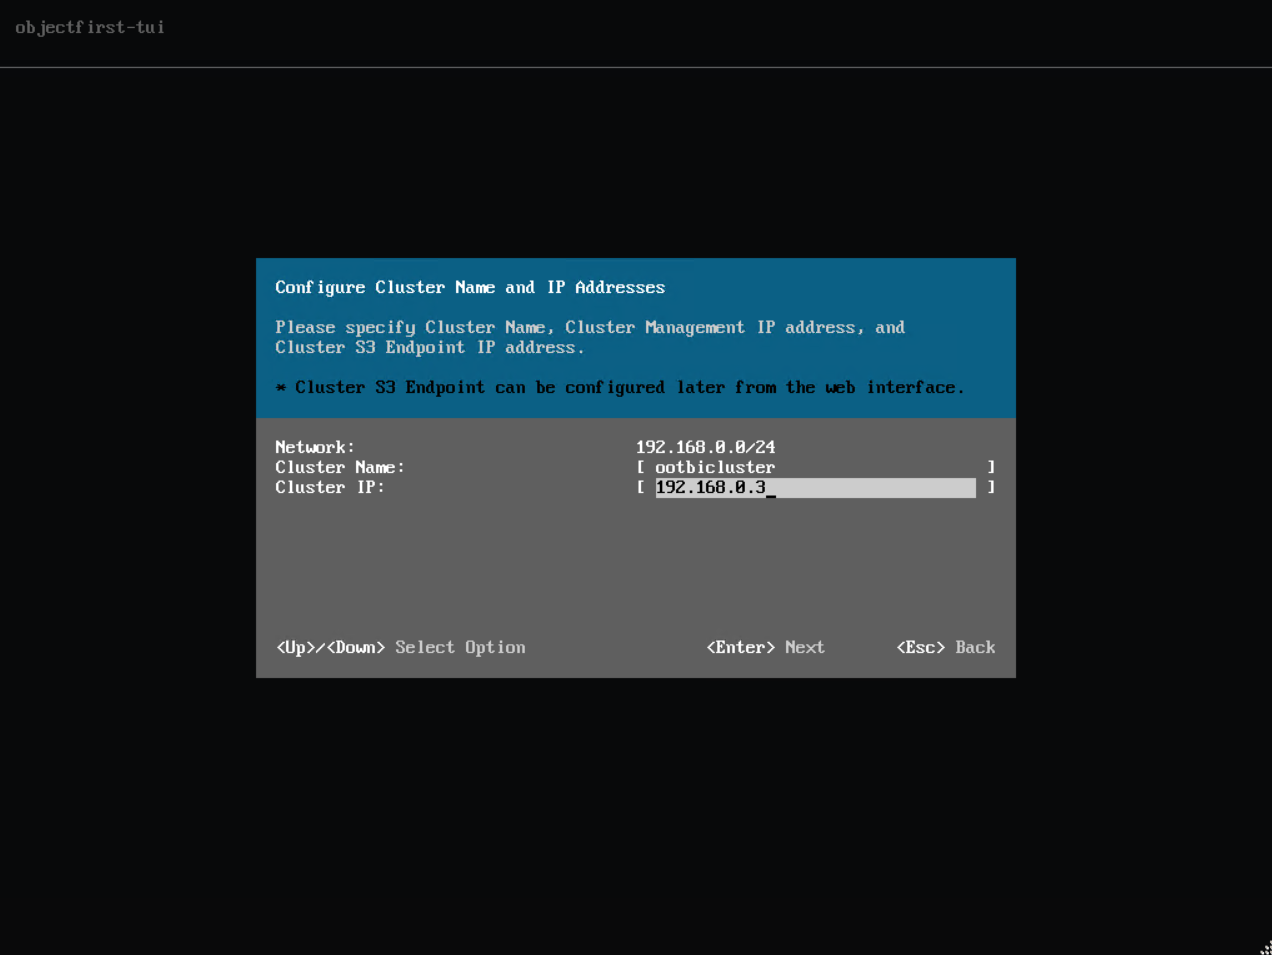 objectfirst-tui
Configure Cluster Name and IP Addresses
Please specify Cluster Name, Cluster Management IP address, and
Cluster S3 Endpoint IP address.
* Cluster S3 Endpoint can be configured later from the web interface.
Network: 192.168.0.0/24
Cluster Name: [ ootbicluster ]
Cluster IP: [ 192.168.0.3_ ]
<Up>/<Down> Select Option <Enter> Next <Esc> Back